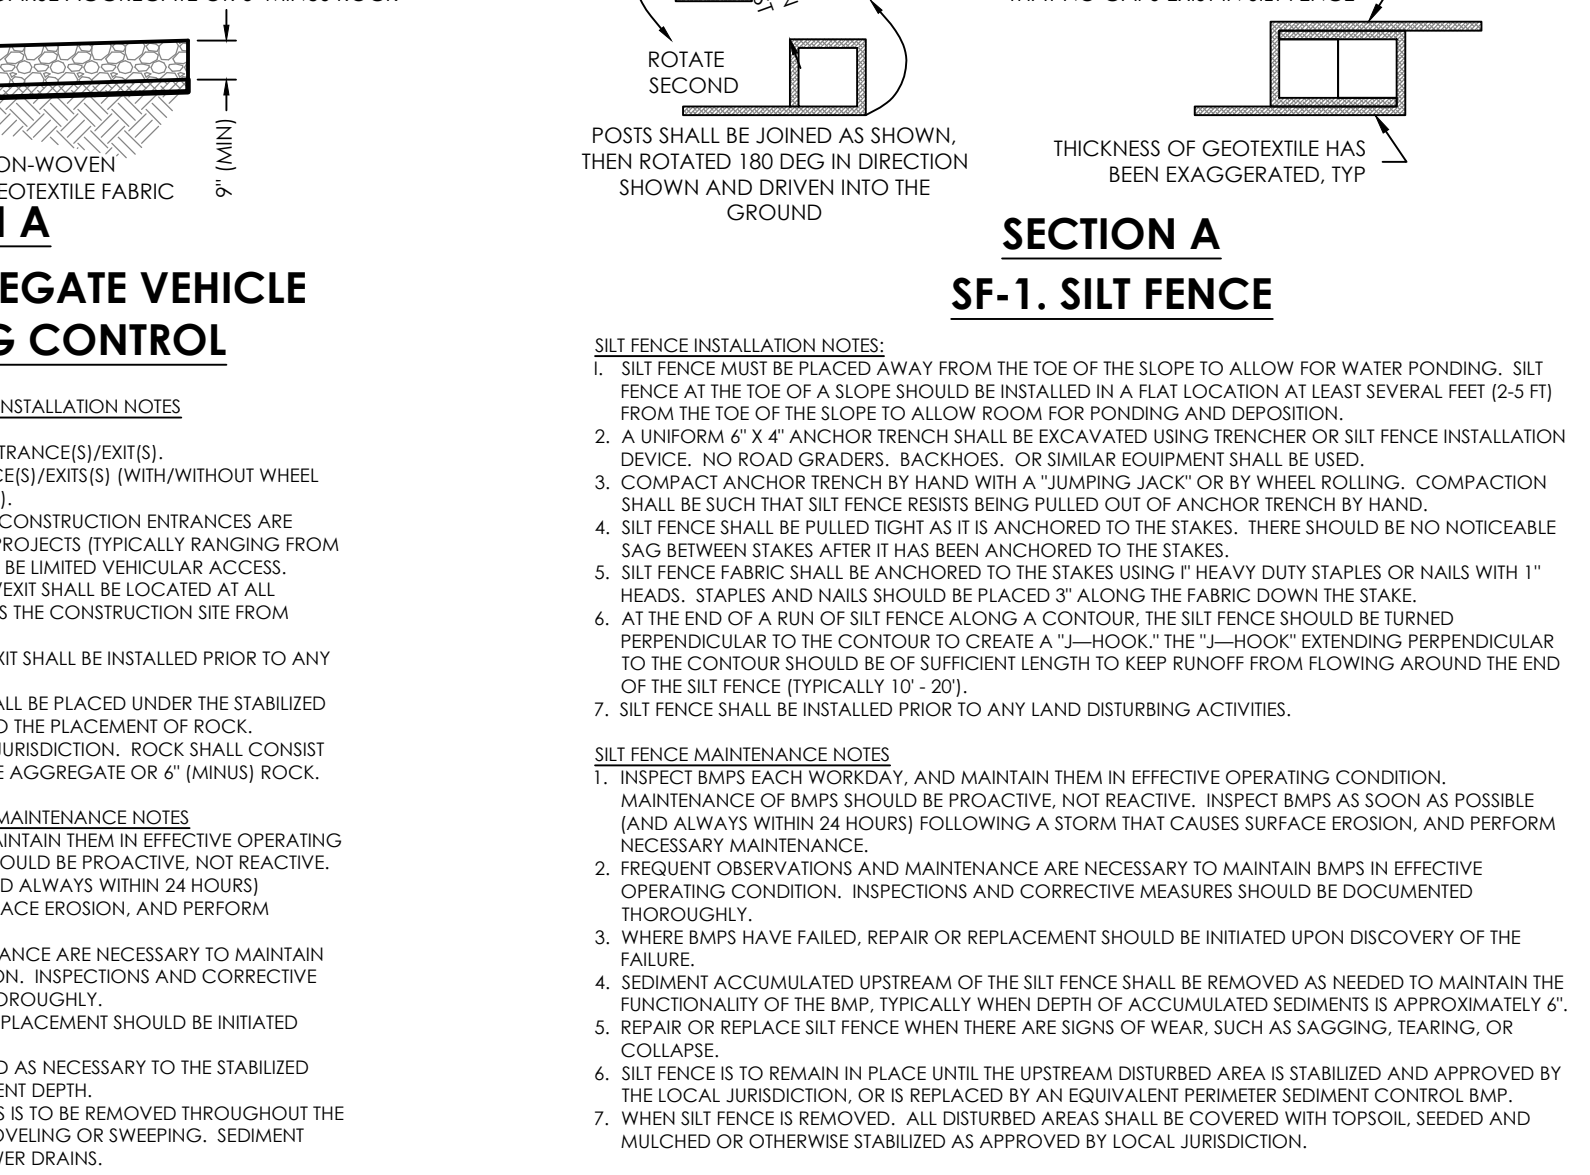 ROTATE
SECOND
POSTS SHALL BE JOINED AS SHOWN,
THEN ROTATED 180 DEG IN DIRECTION
SHOWN AND DRIVEN INTO THE
GROUND
THICKNESS OF GEOTEXTILE HAS
BEEN EXAGGERATED, TYP
9" (MIN)
ON-WOVEN
EOTEXTILE FABRIC
A
EGATE VEHICLE
G CONTROL
INSTALLATION NOTES
TRANCE(S)/EXIT(S).
CE(S)/EXITS(S) (WITH/WITHOUT WHEEL
).
CONSTRUCTION ENTRANCES ARE
PROJECTS (TYPICALLY RANGING FROM
BE LIMITED VEHICULAR ACCESS.
/EXIT SHALL BE LOCATED AT ALL
S THE CONSTRUCTION SITE FROM
XIT SHALL BE INSTALLED PRIOR TO ANY
ALL BE PLACED UNDER THE STABILIZED
O THE PLACEMENT OF ROCK.
JURISDICTION. ROCK SHALL CONSIST
E AGGREGATE OR 6" (MINUS) ROCK.
MAINTENANCE NOTES
AINTAIN THEM IN EFFECTIVE OPERATING
OULD BE PROACTIVE, NOT REACTIVE.
D ALWAYS WITHIN 24 HOURS)
ACE EROSION, AND PERFORM
ANCE ARE NECESSARY TO MAINTAIN
ON. INSPECTIONS AND CORRECTIVE
OROUGHLY.
PLACEMENT SHOULD BE INITIATED
D AS NECESSARY TO THE STABILIZED
ENT DEPTH.
S IS TO BE REMOVED THROUGHOUT THE
OVELING OR SWEEPING. SEDIMENT
WER DRAINS.
SECTION A
SF-1. SILT FENCE
SILT FENCE INSTALLATION NOTES:
I. SILT FENCE MUST BE PLACED AWAY FROM THE TOE OF THE SLOPE TO ALLOW FOR WATER PONDING. SILT
FENCE AT THE TOE OF A SLOPE SHOULD BE INSTALLED IN A FLAT LOCATION AT LEAST SEVERAL FEET (2-5 FT)
FROM THE TOE OF THE SLOPE TO ALLOW ROOM FOR PONDING AND DEPOSITION.
2. A UNIFORM 6" X 4" ANCHOR TRENCH SHALL BE EXCAVATED USING TRENCHER OR SILT FENCE INSTALLATION
DEVICE. NO ROAD GRADERS. BACKHOES. OR SIMILAR EOUIPMENT SHALL BE USED.
3. COMPACT ANCHOR TRENCH BY HAND WITH A "JUMPING JACK" OR BY WHEEL ROLLING. COMPACTION
SHALL BE SUCH THAT SILT FENCE RESISTS BEING PULLED OUT OF ANCHOR TRENCH BY HAND.
4. SILT FENCE SHALL BE PULLED TIGHT AS IT IS ANCHORED TO THE STAKES. THERE SHOULD BE NO NOTICEABLE
SAG BETWEEN STAKES AFTER IT HAS BEEN ANCHORED TO THE STAKES.
5. SILT FENCE FABRIC SHALL BE ANCHORED TO THE STAKES USING I" HEAVY DUTY STAPLES OR NAILS WITH 1"
HEADS. STAPLES AND NAILS SHOULD BE PLACED 3" ALONG THE FABRIC DOWN THE STAKE.
6. AT THE END OF A RUN OF SILT FENCE ALONG A CONTOUR, THE SILT FENCE SHOULD BE TURNED
PERPENDICULAR TO THE CONTOUR TO CREATE A "J—HOOK." THE "J—HOOK" EXTENDING PERPENDICULAR
TO THE CONTOUR SHOULD BE OF SUFFICIENT LENGTH TO KEEP RUNOFF FROM FLOWING AROUND THE END
OF THE SILT FENCE (TYPICALLY 10' - 20').
7. SILT FENCE SHALL BE INSTALLED PRIOR TO ANY LAND DISTURBING ACTIVITIES.
SILT FENCE MAINTENANCE NOTES
1. INSPECT BMPS EACH WORKDAY, AND MAINTAIN THEM IN EFFECTIVE OPERATING CONDITION.
MAINTENANCE OF BMPS SHOULD BE PROACTIVE, NOT REACTIVE. INSPECT BMPS AS SOON AS POSSIBLE
(AND ALWAYS WITHIN 24 HOURS) FOLLOWING A STORM THAT CAUSES SURFACE EROSION, AND PERFORM
NECESSARY MAINTENANCE.
2. FREQUENT OBSERVATIONS AND MAINTENANCE ARE NECESSARY TO MAINTAIN BMPS IN EFFECTIVE
OPERATING CONDITION. INSPECTIONS AND CORRECTIVE MEASURES SHOULD BE DOCUMENTED
THOROUGHLY.
3. WHERE BMPS HAVE FAILED, REPAIR OR REPLACEMENT SHOULD BE INITIATED UPON DISCOVERY OF THE
FAILURE.
4. SEDIMENT ACCUMULATED UPSTREAM OF THE SILT FENCE SHALL BE REMOVED AS NEEDED TO MAINTAIN THE
FUNCTIONALITY OF THE BMP, TYPICALLY WHEN DEPTH OF ACCUMULATED SEDIMENTS IS APPROXIMATELY 6".
5. REPAIR OR REPLACE SILT FENCE WHEN THERE ARE SIGNS OF WEAR, SUCH AS SAGGING, TEARING, OR
COLLAPSE.
6. SILT FENCE IS TO REMAIN IN PLACE UNTIL THE UPSTREAM DISTURBED AREA IS STABILIZED AND APPROVED BY
THE LOCAL JURISDICTION, OR IS REPLACED BY AN EQUIVALENT PERIMETER SEDIMENT CONTROL BMP.
7. WHEN SILT FENCE IS REMOVED. ALL DISTURBED AREAS SHALL BE COVERED WITH TOPSOIL, SEEDED AND
MULCHED OR OTHERWISE STABILIZED AS APPROVED BY LOCAL JURISDICTION.